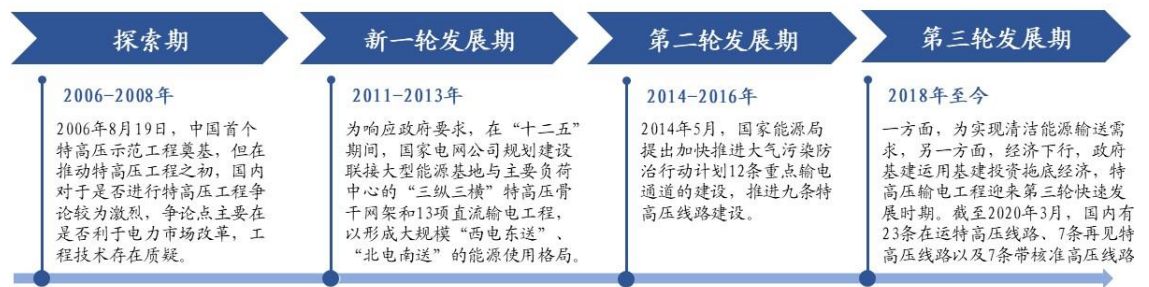 探索期
新一轮发展期
第二轮发展期
第三轮发展期
2006-2008年
2006年8月19日，中国首个
特高压示范工程奠基，但在
推动特高压工程之初，国内
对于是否进行特高压工程争
论较为激烈，争论点主要在
是否利于电力市场改革，工
程技术存在质疑。
2011-2013年
为响应政府要求，在“十二五”
期间，国家电网公司规划建设
联接大型能源基地与主要负荷
中心的“三纵三横”特高压骨
干网架和13项直流输电工程，
以形成大规模“西电东送”、
“北电南送”的能源使用格局。
2014-2016年
2014年5月，国家能源局
提出加快推进大气污染防
治行动计划12条重点输电
通道的建设，推进九条特
高压线路建设。
2018年至今
一方面，为实现清洁能源输送需
求，另一方面，经济下行，政府
基建运用基建投资拖底经济，特
高压输电工程迎来第三轮快速发
展时期。截至2020年3月，国内有
23条在运特高压线路、7条再见特
高压线路以及7条带核准高压线路